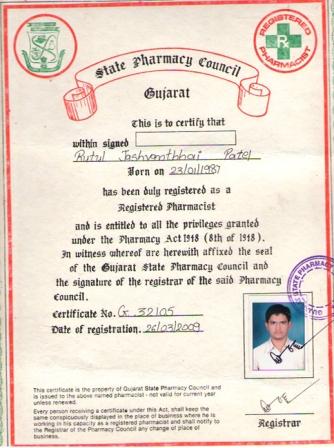 REGISTERED
PHARMACIST
R
State Pharmacy Council
Gujarat
This is to certify that
within signed
Rutul Jashvantbhai Patel
Born on 23/01/1987
has been duly registered as a
Registered Pharmacist
and is entitled to all the privileges granted
under the Pharmacy Act 1948 (8th of 1948).
In witness whereof are herewith affixed the seal
of the Gujarat State Pharmacy Council and
the signature of the registrar of the said Pharmacy
Council.
Certificate No. G. 32105
Date of registration. 26/03/2009
STATE PHARMACY
This certificate is the property of Gujarat State Pharmacy Council and
is issued to the above named pharmacist - not valid for current year
unless renewed.
Every person receiving a certificate under this Act, shall keep the
same conspicuously displayed in the place of business where he is
working in his capacity as a registered pharmacist and shall notify to
the Registrar of the Pharmacy Council any change of place of
business.
Registrar